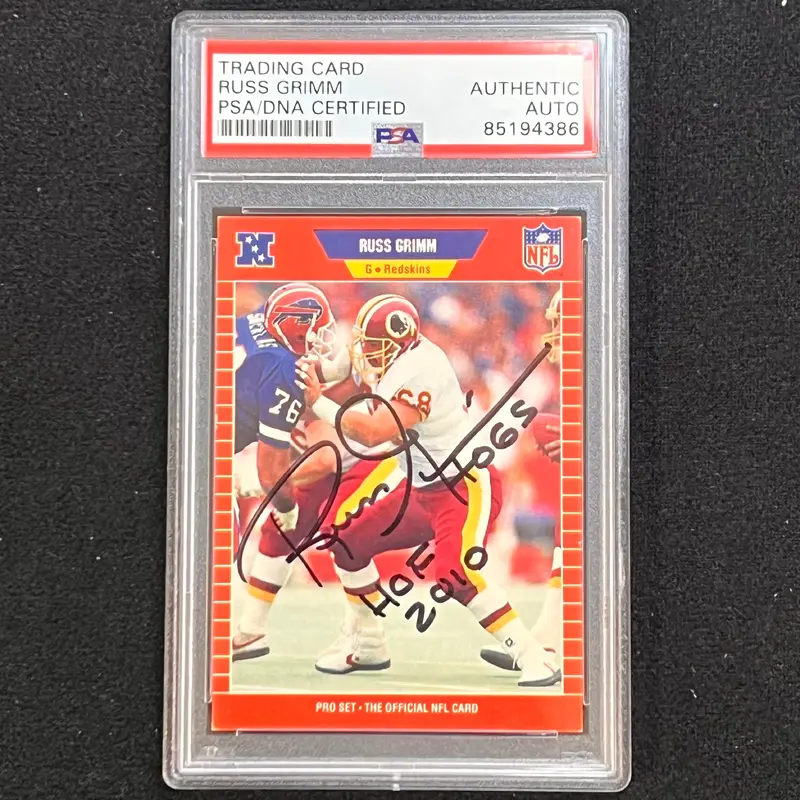 TRADING CARD
RUSS GRIMM
PSA/DNA CERTIFIED
AUTHENTIC
AUTO
85194386
PSA
N
RUSS GRIMM
G • Redskins
NFL
76
68
Russ G
HOGS
HOF
2010
PRO SET • THE OFFICIAL NFL CARD